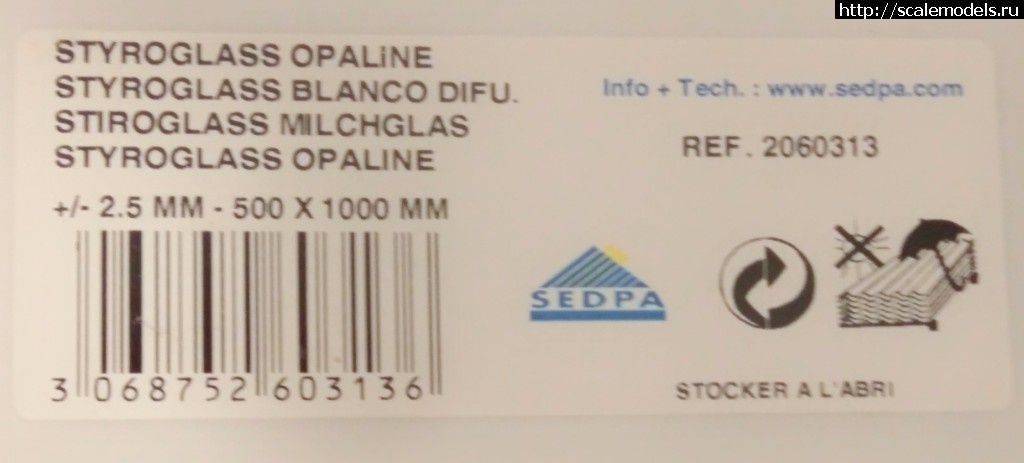 http://scalemodels.ru
STYROGLASS OPALiNE
STYROGLASS BLANCO DIFU.
STIROGLASS MILCHGLAS
STYROGLASS OPALINE
+/- 2.5 MM - 500 X 1000 MM
3 068752 603136
Info + Tech. : www.sedpa.com
REF. 2060313
SEDPA
STOCKER A L'ABRI